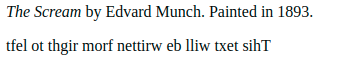 The Scream by Edvard Munch. Painted in 1893.
tfel ot thgir morf nettirw eb lliw txet sihT